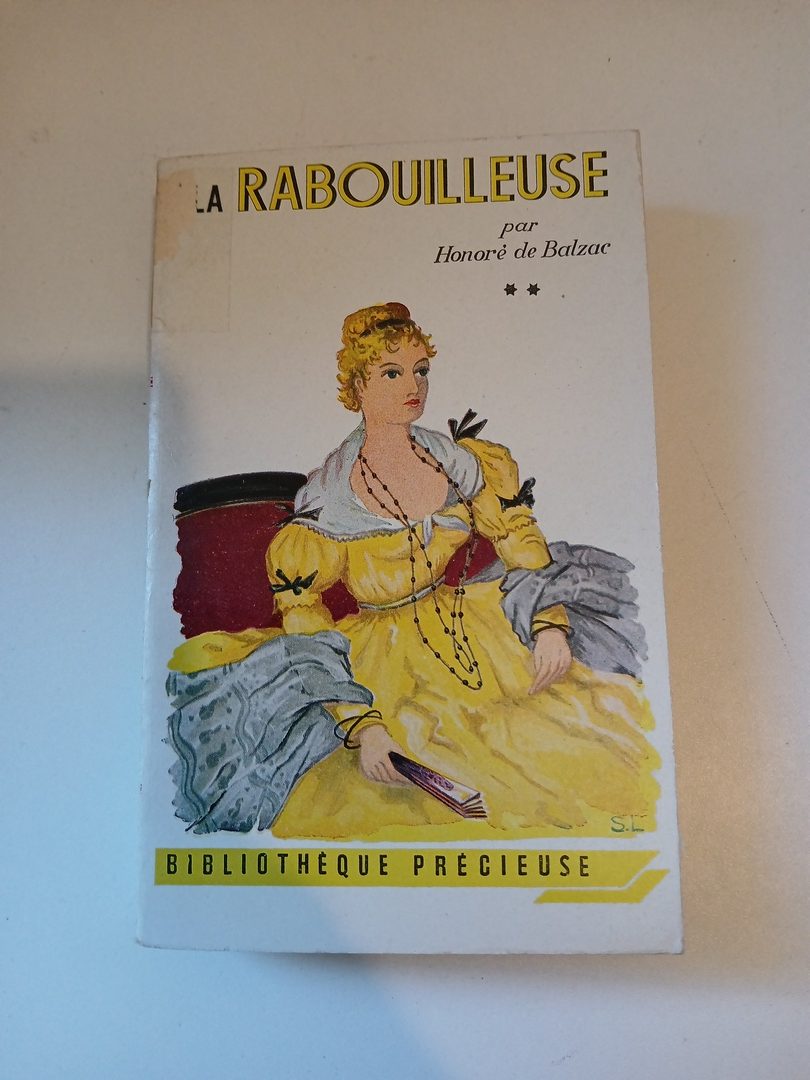 LA RABOUILLEUSE
par
Honoré de Balzac
**
S.L
BIBLIOTHÈQUE PRÉCIEUSE